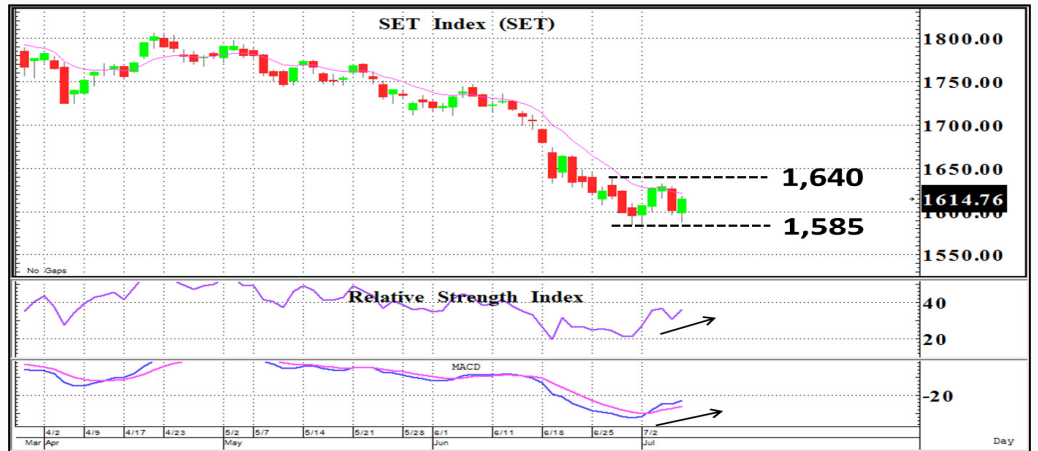 SET Index (SET)
1800.00
1750.00
1700.00
1650.00
1,640
1614.76
1600.00
1,585
1550.00
No Gaps
Relative Strength Index
40
20
MACD
-20
4/2 4/9 4/17 4/23 5/2 5/7 5/14 5/21 5/28 6/1 6/11 6/18 6/25 7/2
Mar Apr May Jun Jul Day